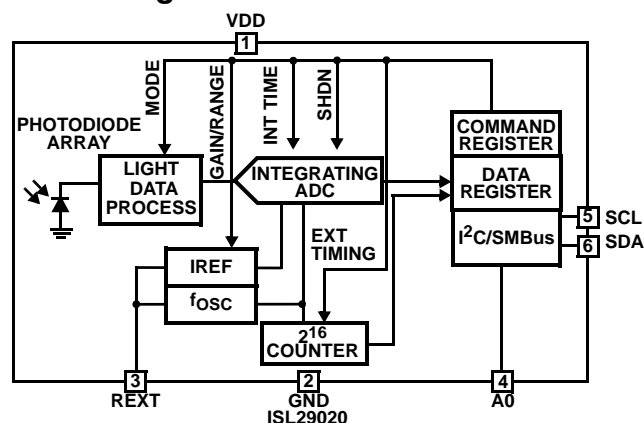 VDD
1
MODE
GAIN/RANGE
INT TIME
SHDN
PHOTODIODE
ARRAY
LIGHT
DATA
PROCESS
INTEGRATING
ADC
COMMAND
REGISTER
DATA
REGISTER
I²C/SMBus
5 SCL
6 SDA
EXT
TIMING
IREF
fOSC
2¹⁶
COUNTER
3
REXT
2
GND
ISL29020
4
A0